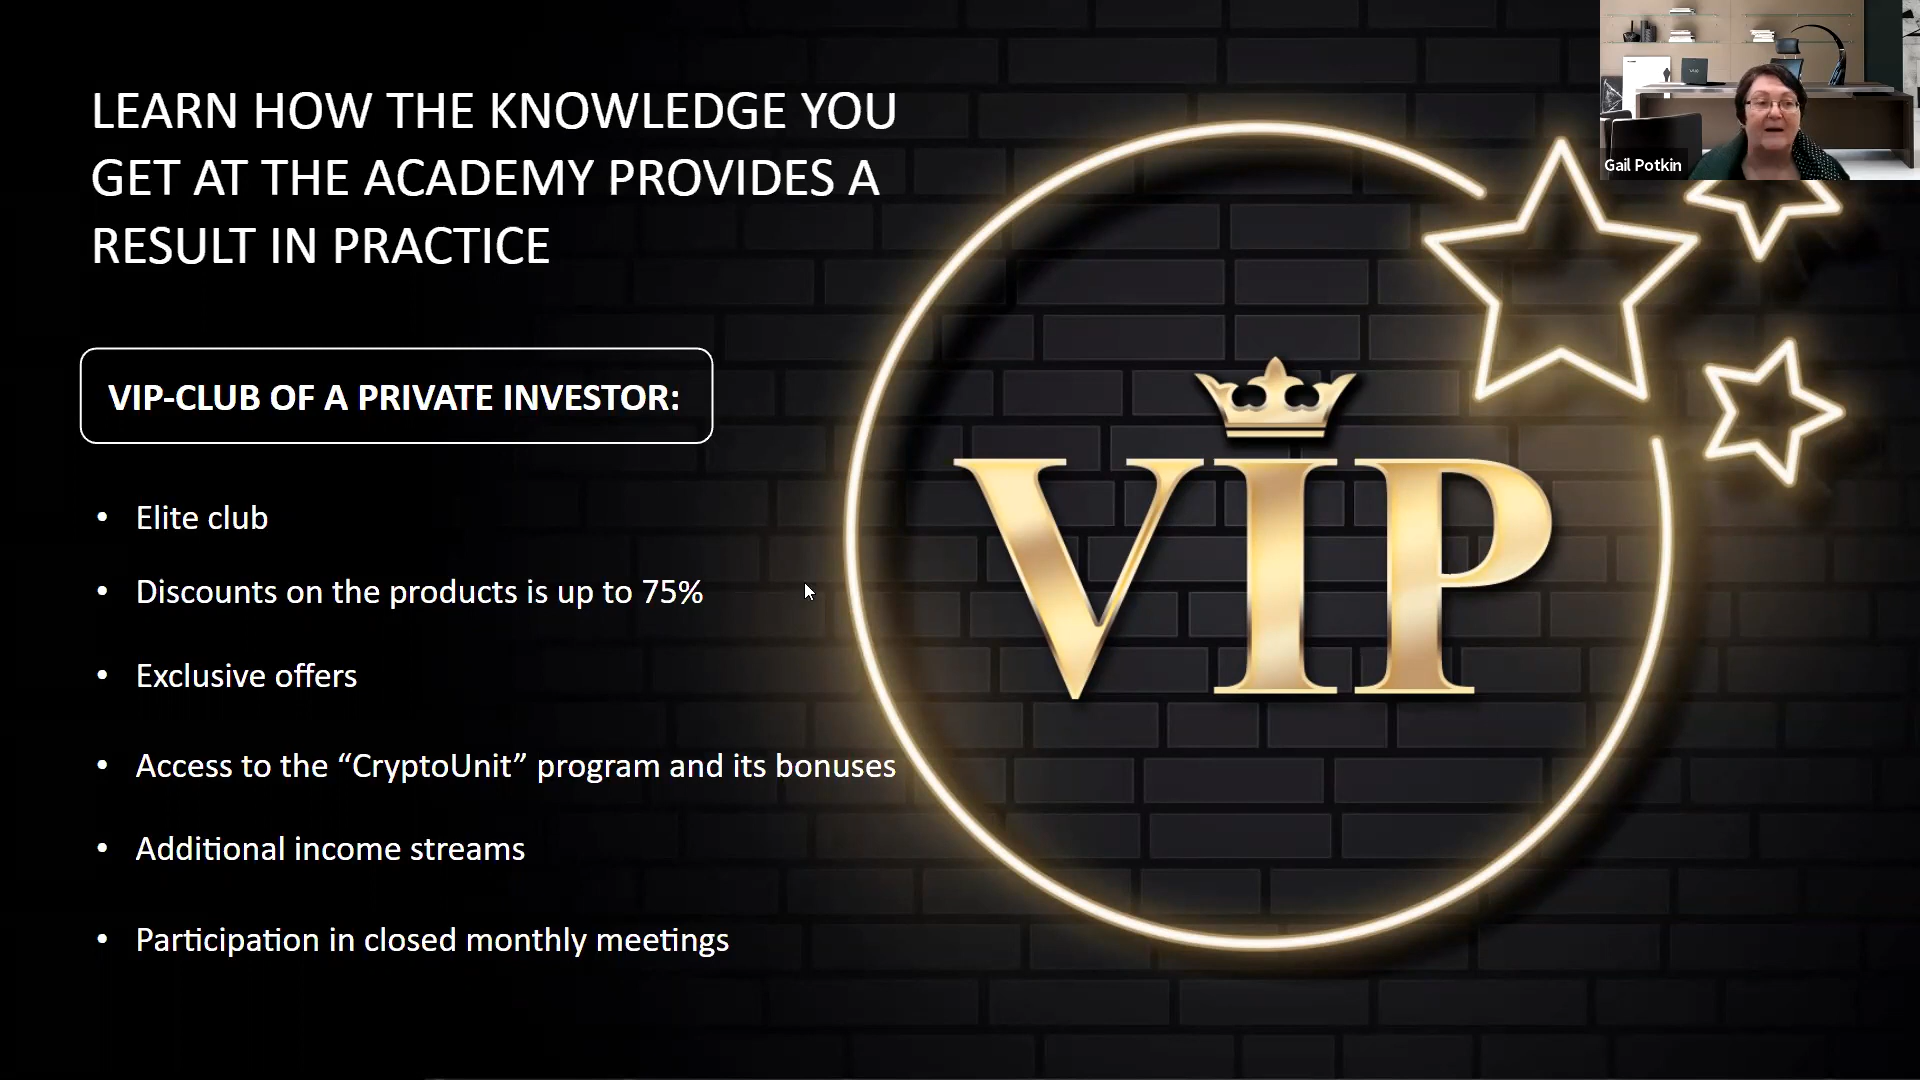 LEARN HOW THE KNOWLEDGE YOU
GET AT THE ACADEMY PROVIDES A
RESULT IN PRACTICE
VIP-CLUB OF A PRIVATE INVESTOR:
• Elite club
• Discounts on the products is up to 75%
• Exclusive offers
• Access to the “CryptoUnit” program and its bonuses
• Additional income streams
• Participation in closed monthly meetings
VIP
Gail Potkin